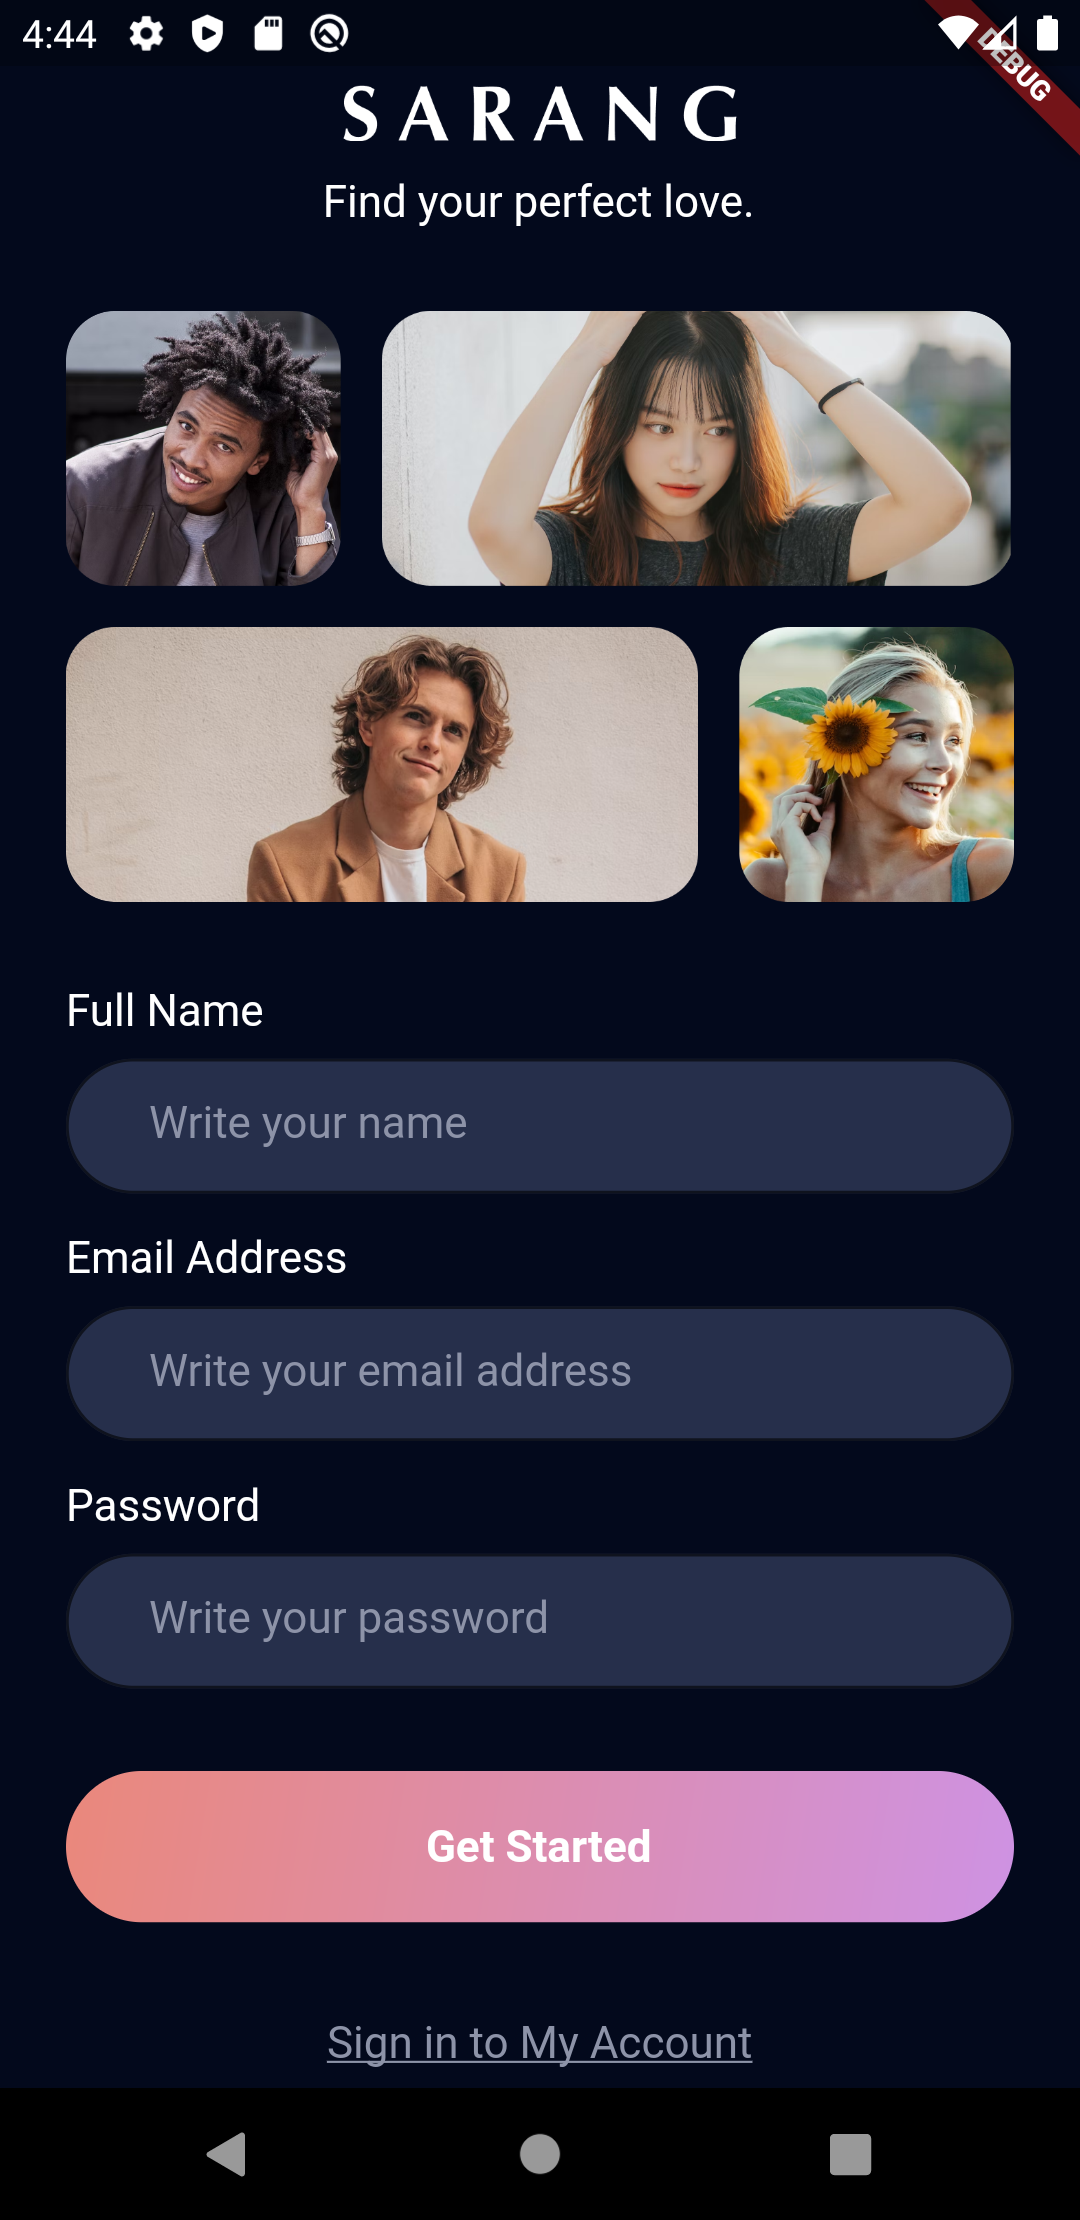 4:44
DEBUG
SARANG
Find your perfect love.
Full Name
Write your name
Email Address
Write your email address
Password
Write your password
Get Started
Sign in to My Account